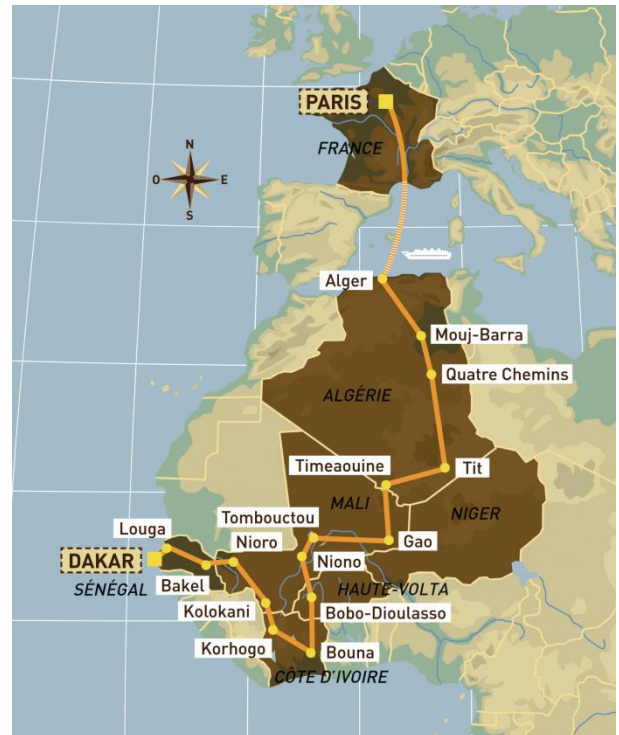 PARIS
FRANCE
N
O
E
S
Alger
Mouj-Barra
Quatre Chemins
ALGÉRIE
Timeaouine
Tit
MALI
NIGER
Tombouctou
Louga
Nioro
Gao
DAKAR
Niono
SÉNÉGAL
Bakel
HAUTE-VOLTA
Kolokani
Bobo-Dioulasso
Korhogo
Bouna
CÔTE D'IVOIRE